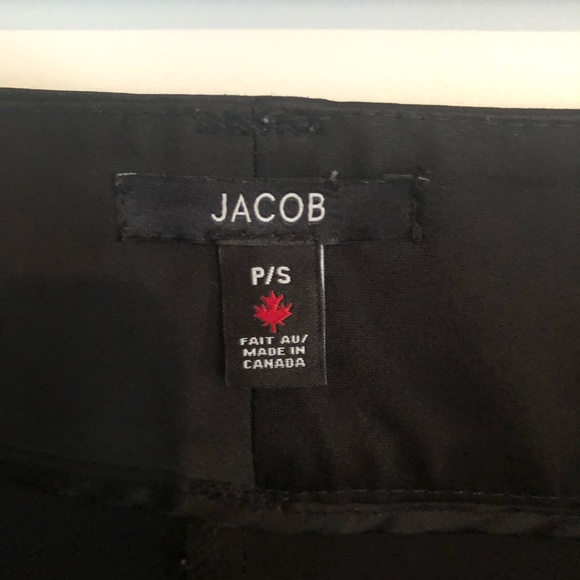 JACOB
P/S
FAIT AU/
MADE IN
CANADA